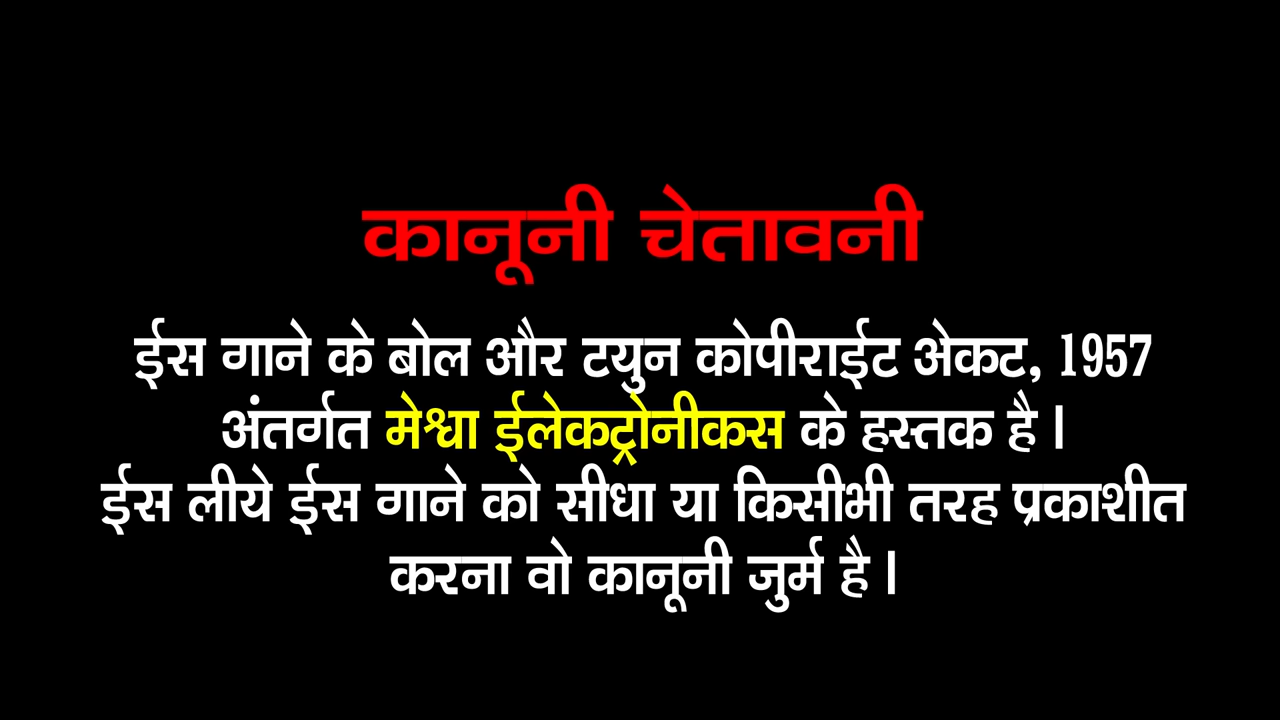 कानूनी चेतावनी
ईस गाने के बोल और टयुन कोपीराईट अेकट, 1957
अंतर्गत मेश्वा ईलेकट्रोनीकस के हस्तक है।
ईस लीये ईस गाने को सीधा या किसीभी तरह प्रकाशीत
करना वो कानूनी जुर्म है।